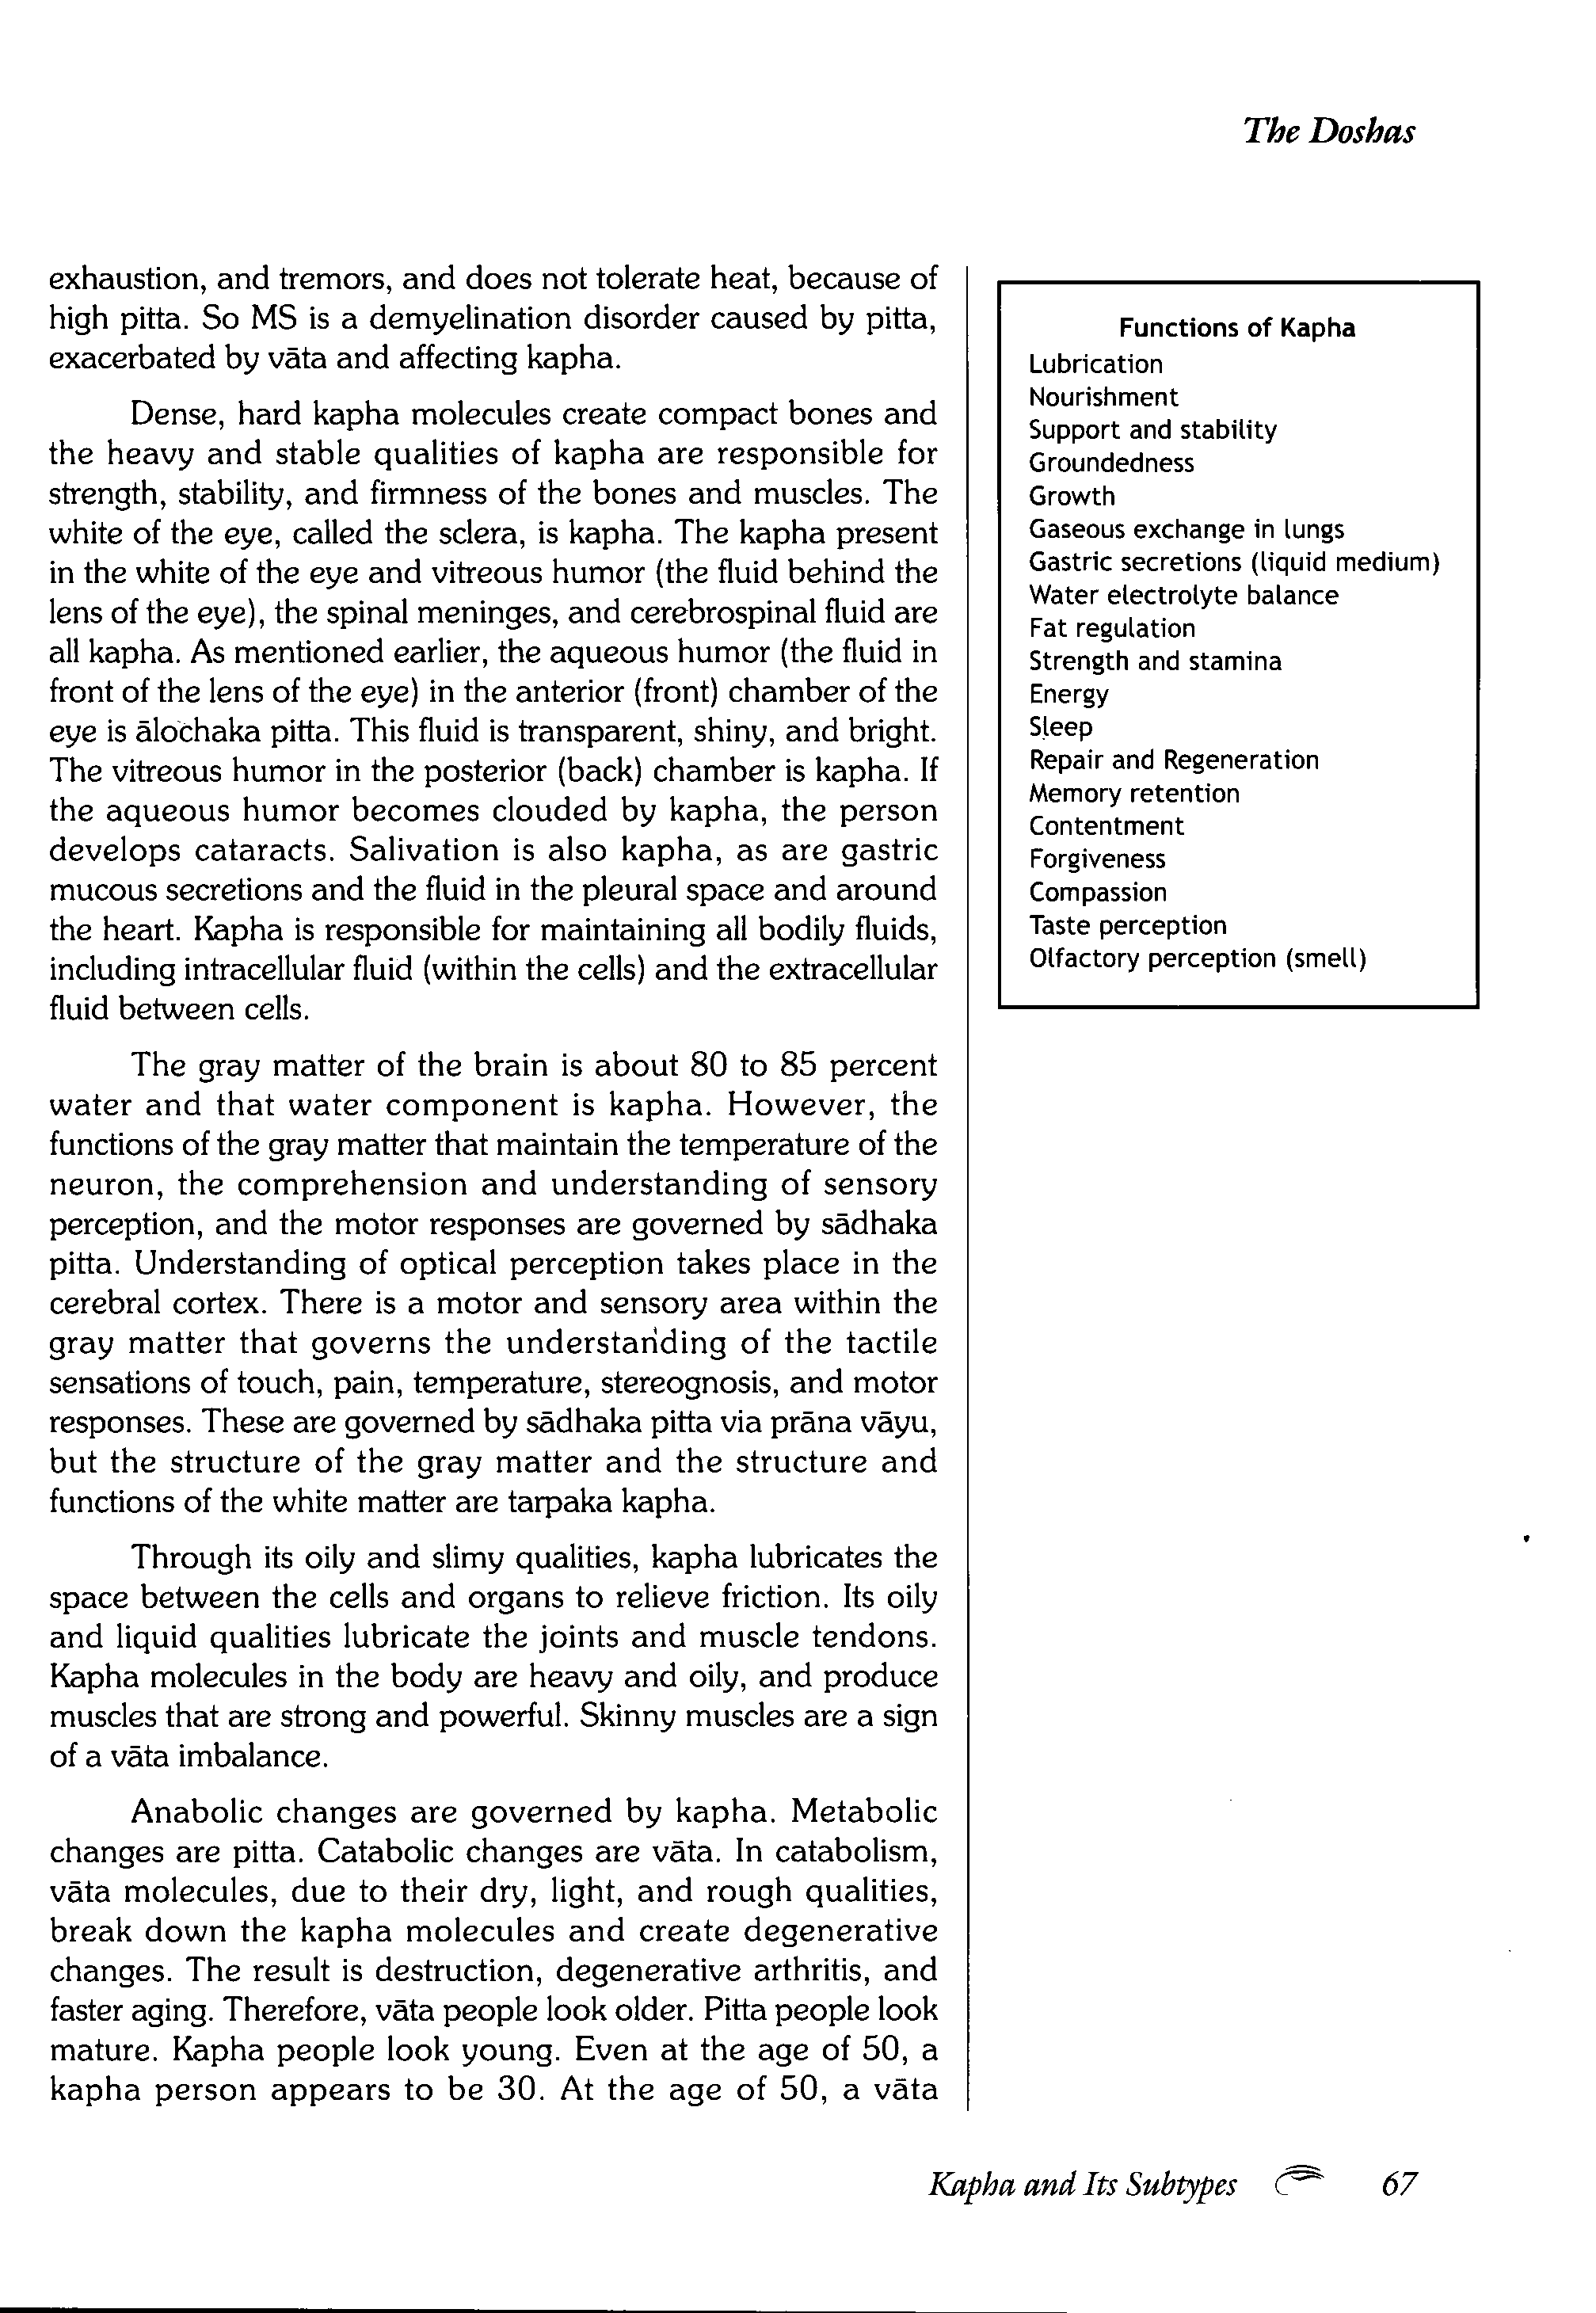 The Doshas
exhaustion, and tremors, and does not tolerate heat, because of
high pitta. So MS is a demyelination disorder caused by pitta,
exacerbated by vāta and affecting kapha.
Dense, hard kapha molecules create compact bones and
the heavy and stable qualities of kapha are responsible for
strength, stability, and firmness of the bones and muscles. The
white of the eye, called the sclera, is kapha. The kapha present
in the white of the eye and vitreous humor (the fluid behind the
lens of the eye), the spinal meninges, and cerebrospinal fluid are
all kapha. As mentioned earlier, the aqueous humor (the fluid in
front of the lens of the eye) in the anterior (front) chamber of the
eye is ālochaka pitta. This fluid is transparent, shiny, and bright.
The vitreous humor in the posterior (back) chamber is kapha. If
the aqueous humor becomes clouded by kapha, the person
develops cataracts. Salivation is also kapha, as are gastric
mucous secretions and the fluid in the pleural space and around
the heart. Kapha is responsible for maintaining all bodily fluids,
including intracellular fluid (within the cells) and the extracellular
fluid between cells.
The gray matter of the brain is about 80 to 85 percent
water and that water component is kapha. However, the
functions of the gray matter that maintain the temperature of the
neuron, the comprehension and understanding of sensory
perception, and the motor responses are governed by sādhaka
pitta. Understanding of optical perception takes place in the
cerebral cortex. There is a motor and sensory area within the
gray matter that governs the understanding of the tactile
sensations of touch, pain, temperature, stereognosis, and motor
responses. These are governed by sādhaka pitta via prāna vāyu,
but the structure of the gray matter and the structure and
functions of the white matter are tarpaka kapha.
Through its oily and slimy qualities, kapha lubricates the
space between the cells and organs to relieve friction. Its oily
and liquid qualities lubricate the joints and muscle tendons.
Kapha molecules in the body are heavy and oily, and produce
muscles that are strong and powerful. Skinny muscles are a sign
of a vāta imbalance.
Anabolic changes are governed by kapha. Metabolic
changes are pitta. Catabolic changes are vāta. In catabolism,
vāta molecules, due to their dry, light, and rough qualities,
break down the kapha molecules and create degenerative
changes. The result is destruction, degenerative arthritis, and
faster aging. Therefore, vāta people look older. Pitta people look
mature. Kapha people look young. Even at the age of 50, a
kapha person appears to be 30. At the age of 50, a vāta
Functions of Kapha
Lubrication
Nourishment
Support and stability
Groundedness
Growth
Gaseous exchange in lungs
Gastric secretions (liquid medium)
Water electrolyte balance
Fat regulation
Strength and stamina
Energy
Sleep
Repair and Regeneration
Memory retention
Contentment
Forgiveness
Compassion
Taste perception
Olfactory perception (smell)
Kapha and Its Subtypes 67